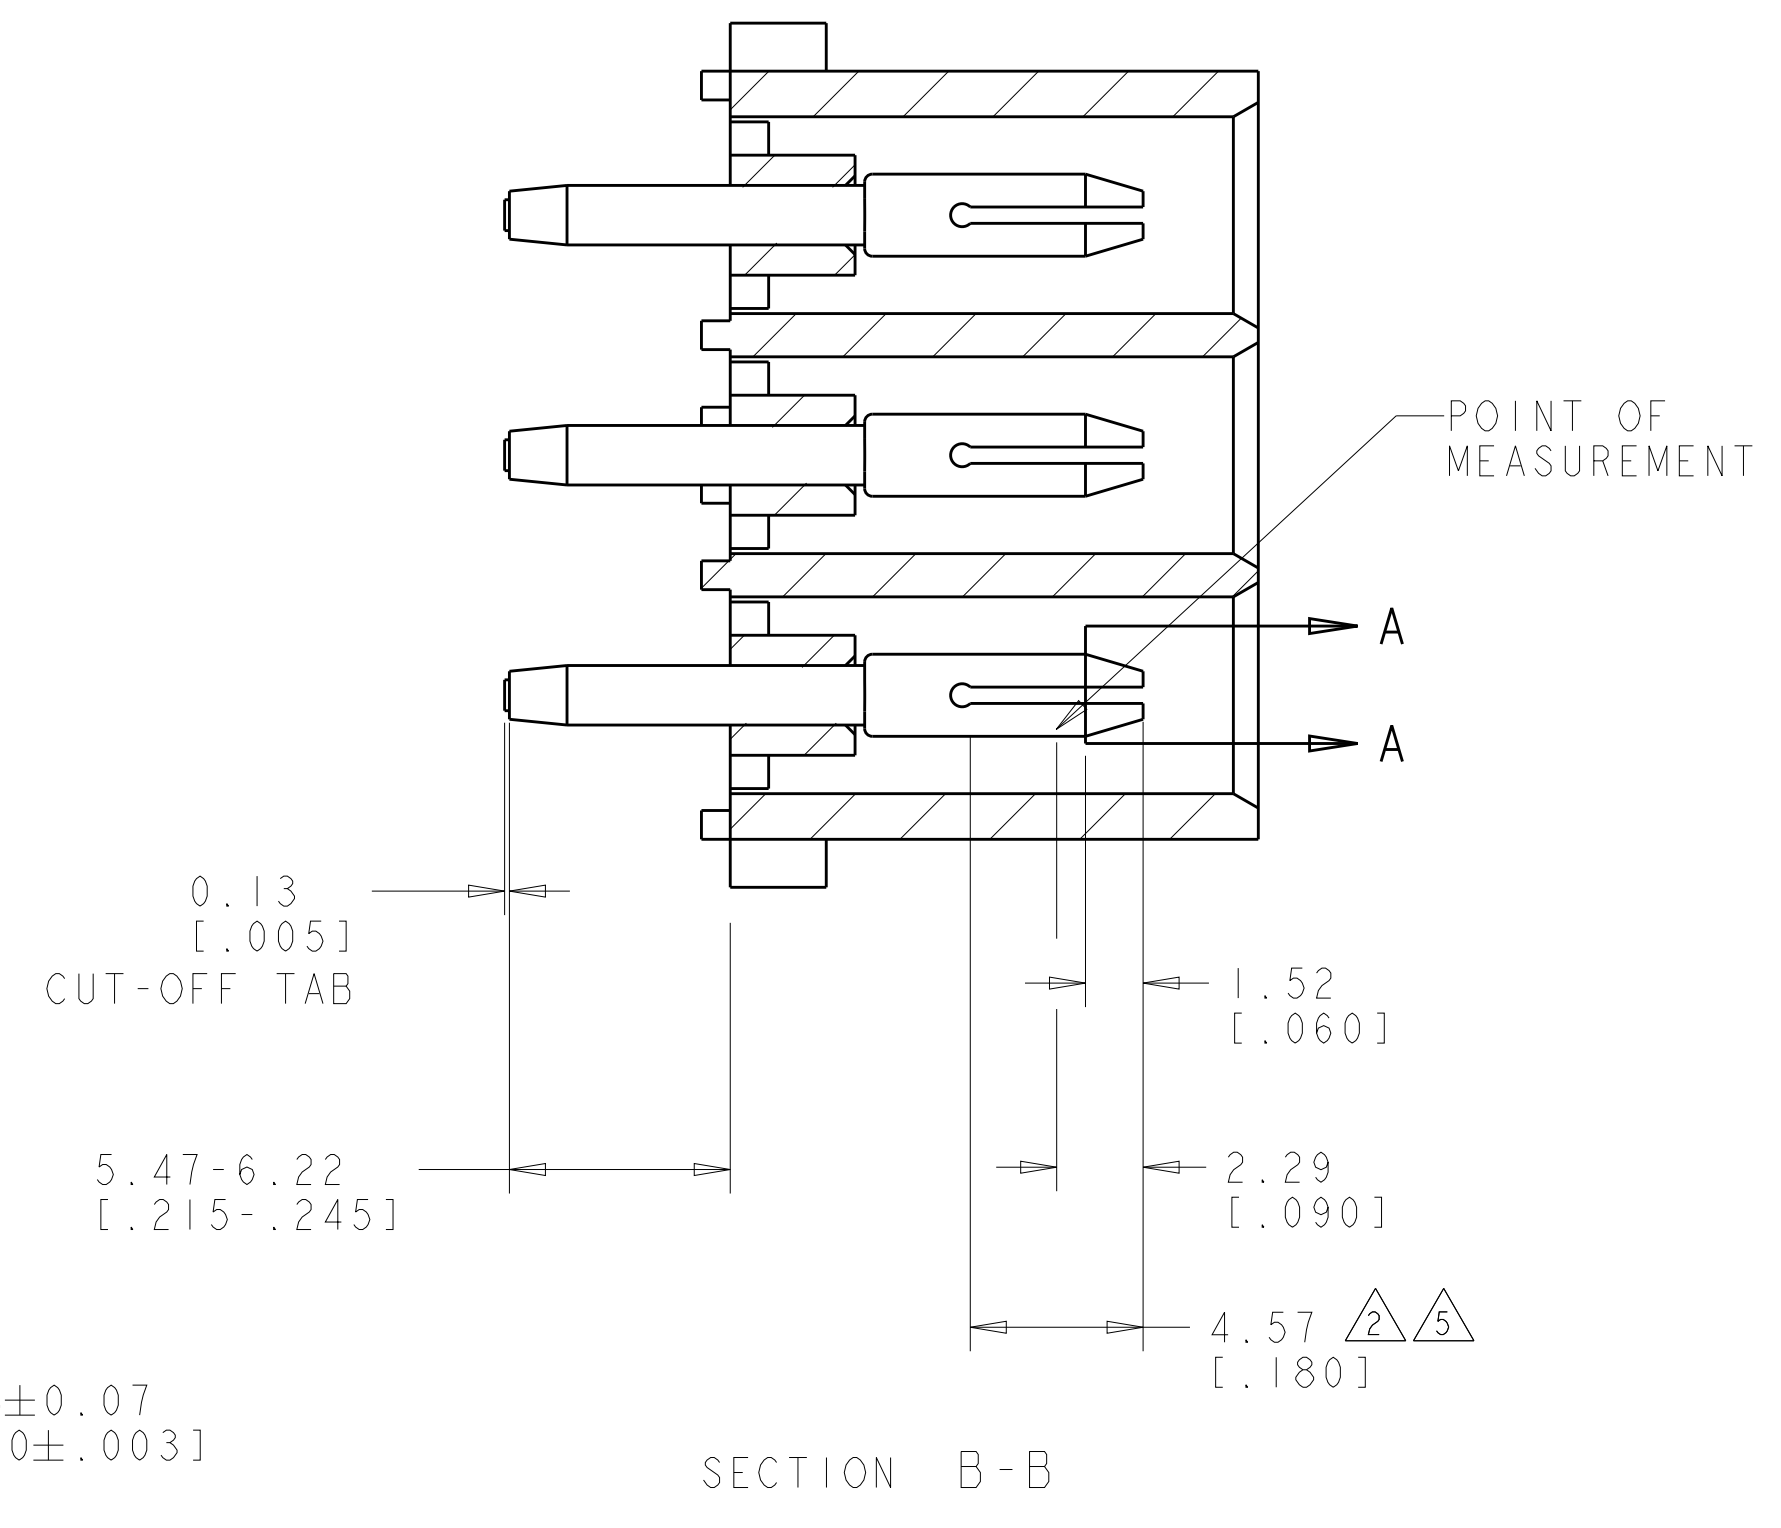 POINT OF
MEASUREMENT
A
A
0.13
[.005]
CUT-OFF TAB
1.52
[.060]
5.47-6.22
[.215-.245]
2.29
[.090]
4.57 2 5
[.180]
±0.07
0±.003]
SECTION B-B